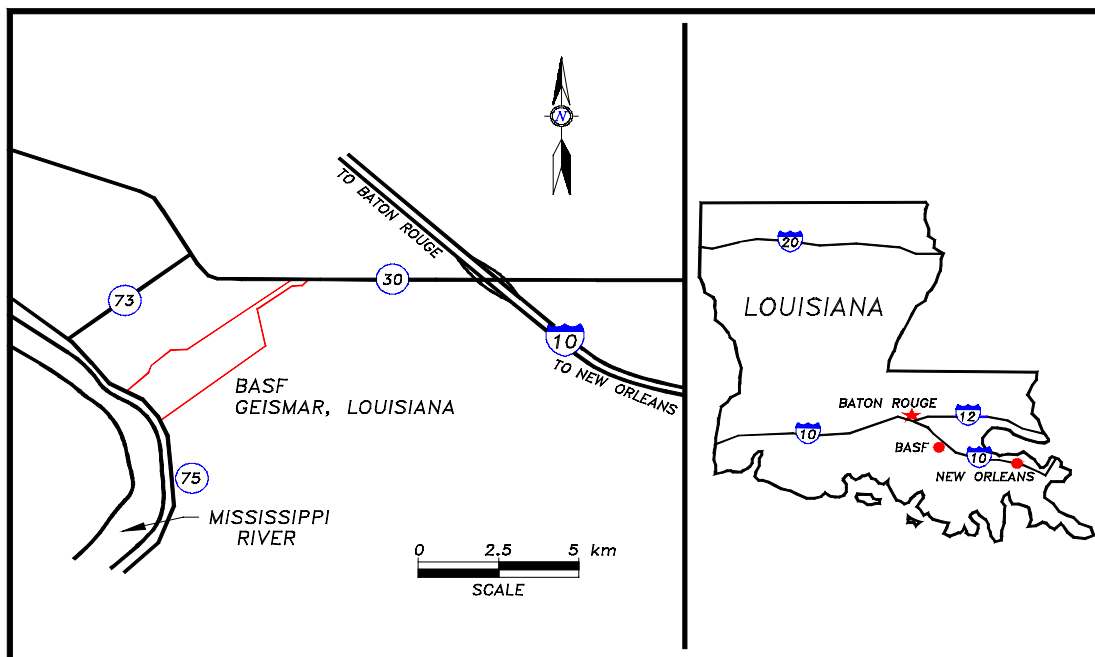 N
TO BATON ROUGE
30
73
10
TO NEW ORLEANS
BASF
GEISMAR, LOUISIANA
75
MISSISSIPPI
RIVER
0 2.5 5 km
SCALE
20
LOUISIANA
BATON ROUGE
12
10
BASF
10
NEW ORLEANS